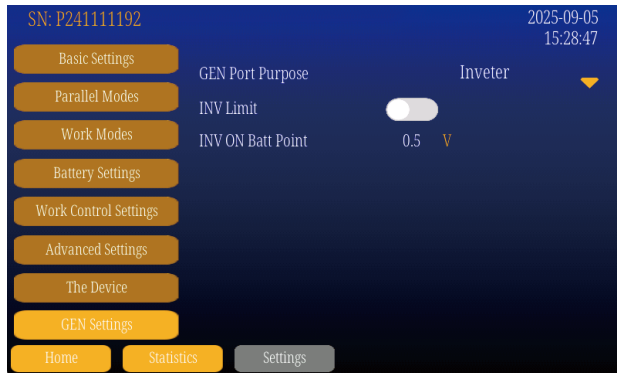 SN: P241111192
2025-09-05
15:28:47
Basic Settings
Parallel Modes
Work Modes
Battery Settings
Work Control Settings
Advanced Settings
The Device
GEN Settings
GEN Port Purpose Inveter
INV Limit
INV ON Batt Point 0.5 V
Home Statistics Settings